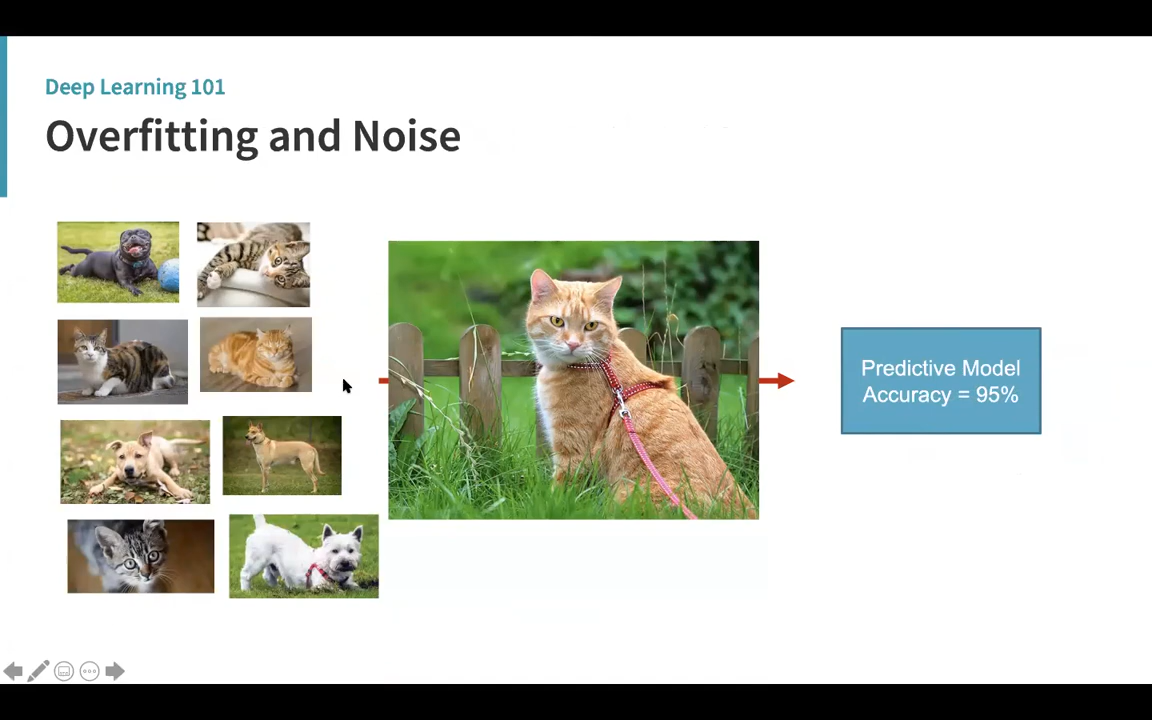 Deep Learning 101
Overfitting and Noise
Predictive Model
Accuracy = 95%